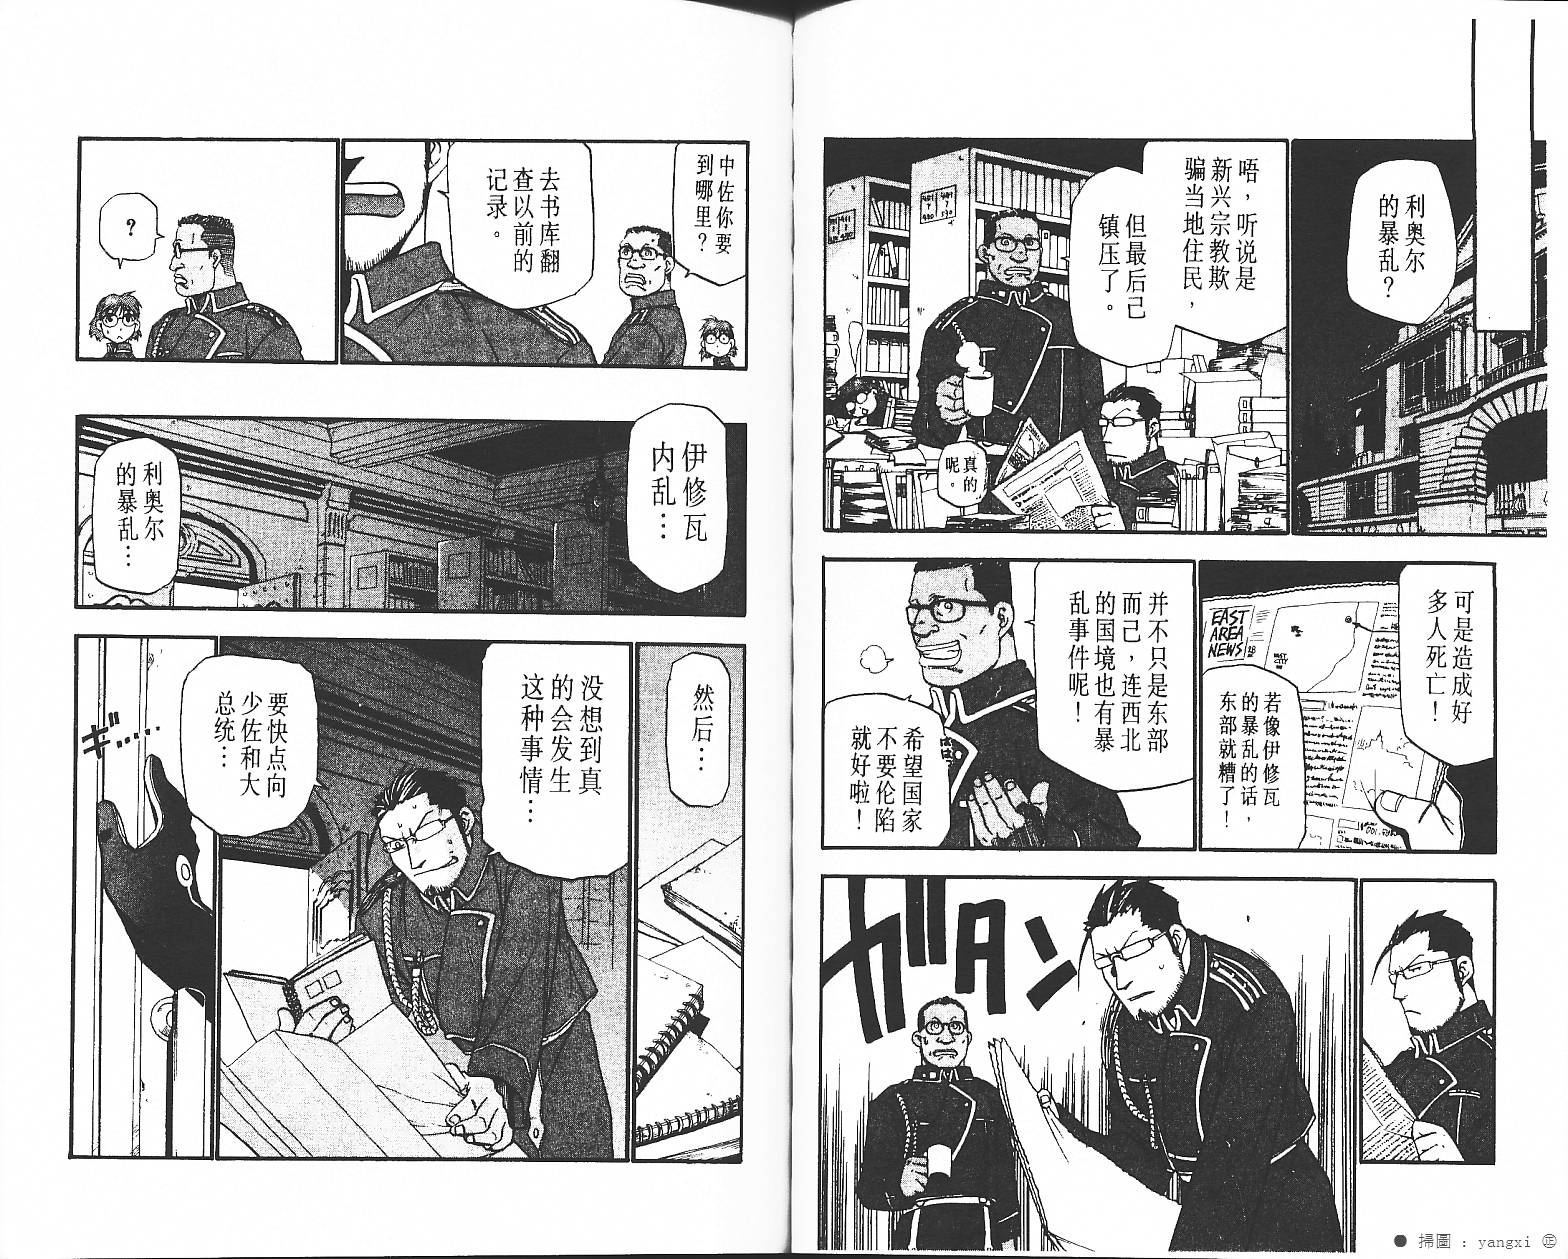 利奥尔
的暴乱？
唔，听说是
新兴宗教欺
骗当地住民，
但最后己
镇压了。
真的
呢。
可是造成好
多人死亡！
EAST
AREA
NEWS
EAST
CITY
若像伊修瓦
的暴乱的话，
东部就糟了！
并不只是东部
而己，连西北
的国境也有暴
乱事件呢！
希望国家
不要伦陷
就好啦！
ガタン
中佐你要
到哪里？
去书库翻
查以前的
记录。
？
伊修瓦
内乱…
利奥尔
的暴乱…
然后…
没想到真
的会发生
这种事情…
要快点向
少佐和大
总统…
ギ……
● 掃圖 : yangxi ㊣